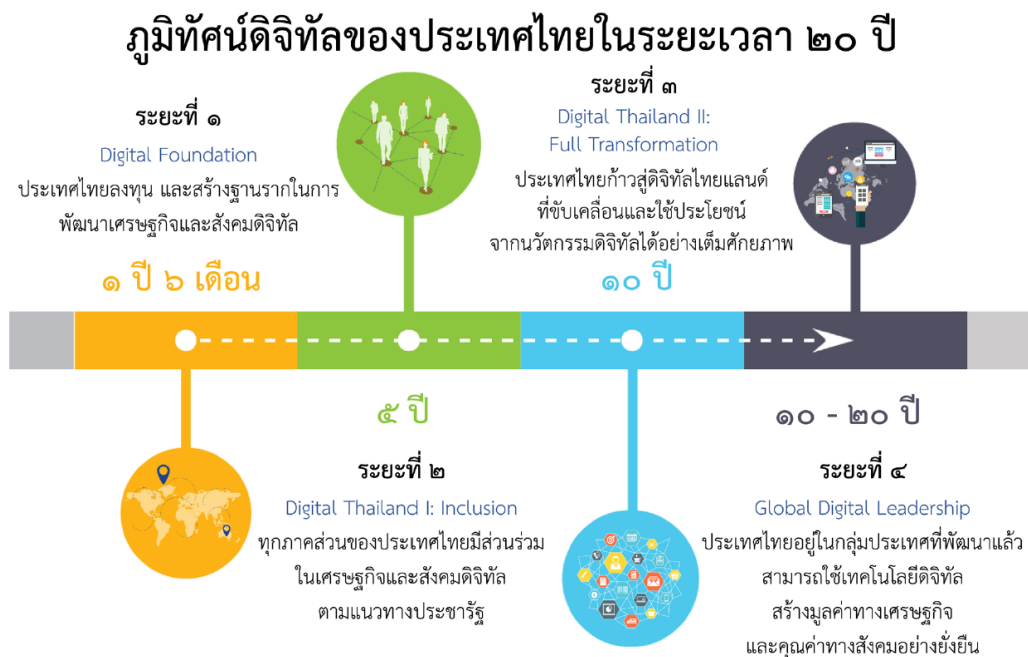 ภูมิทัศน์ดิจิทัลของประเทศไทยในระยะเวลา ๒๐ ปี
ระยะที่ ๑
Digital Foundation
ประเทศไทยลงทุน และสร้างฐานรากในการ
พัฒนาเศรษฐกิจและสังคมดิจิทัล
๑ ปี ๖ เดือน
ระยะที่ ๓
Digital Thailand II:
Full Transformation
ประเทศไทยก้าวสู่ดิจิทัลไทยแลนด์
ที่ขับเคลื่อนและใช้ประโยชน์
จากนวัตกรรมดิจิทัลได้อย่างเต็มศักยภาพ
๑๐ ปี
๕ ปี
ระยะที่ ๒
Digital Thailand I: Inclusion
ทุกภาคส่วนของประเทศไทยมีส่วนร่วม
ในเศรษฐกิจและสังคมดิจิทัล
ตามแนวทางประชารัฐ
๑๐ - ๒๐ ปี
ระยะที่ ๔
Global Digital Leadership
ประเทศไทยอยู่ในกลุ่มประเทศที่พัฒนาแล้ว
สามารถใช้เทคโนโลยีดิจิทัล
สร้างมูลค่าทางเศรษฐกิจ
และคุณค่าทางสังคมอย่างยั่งยืน